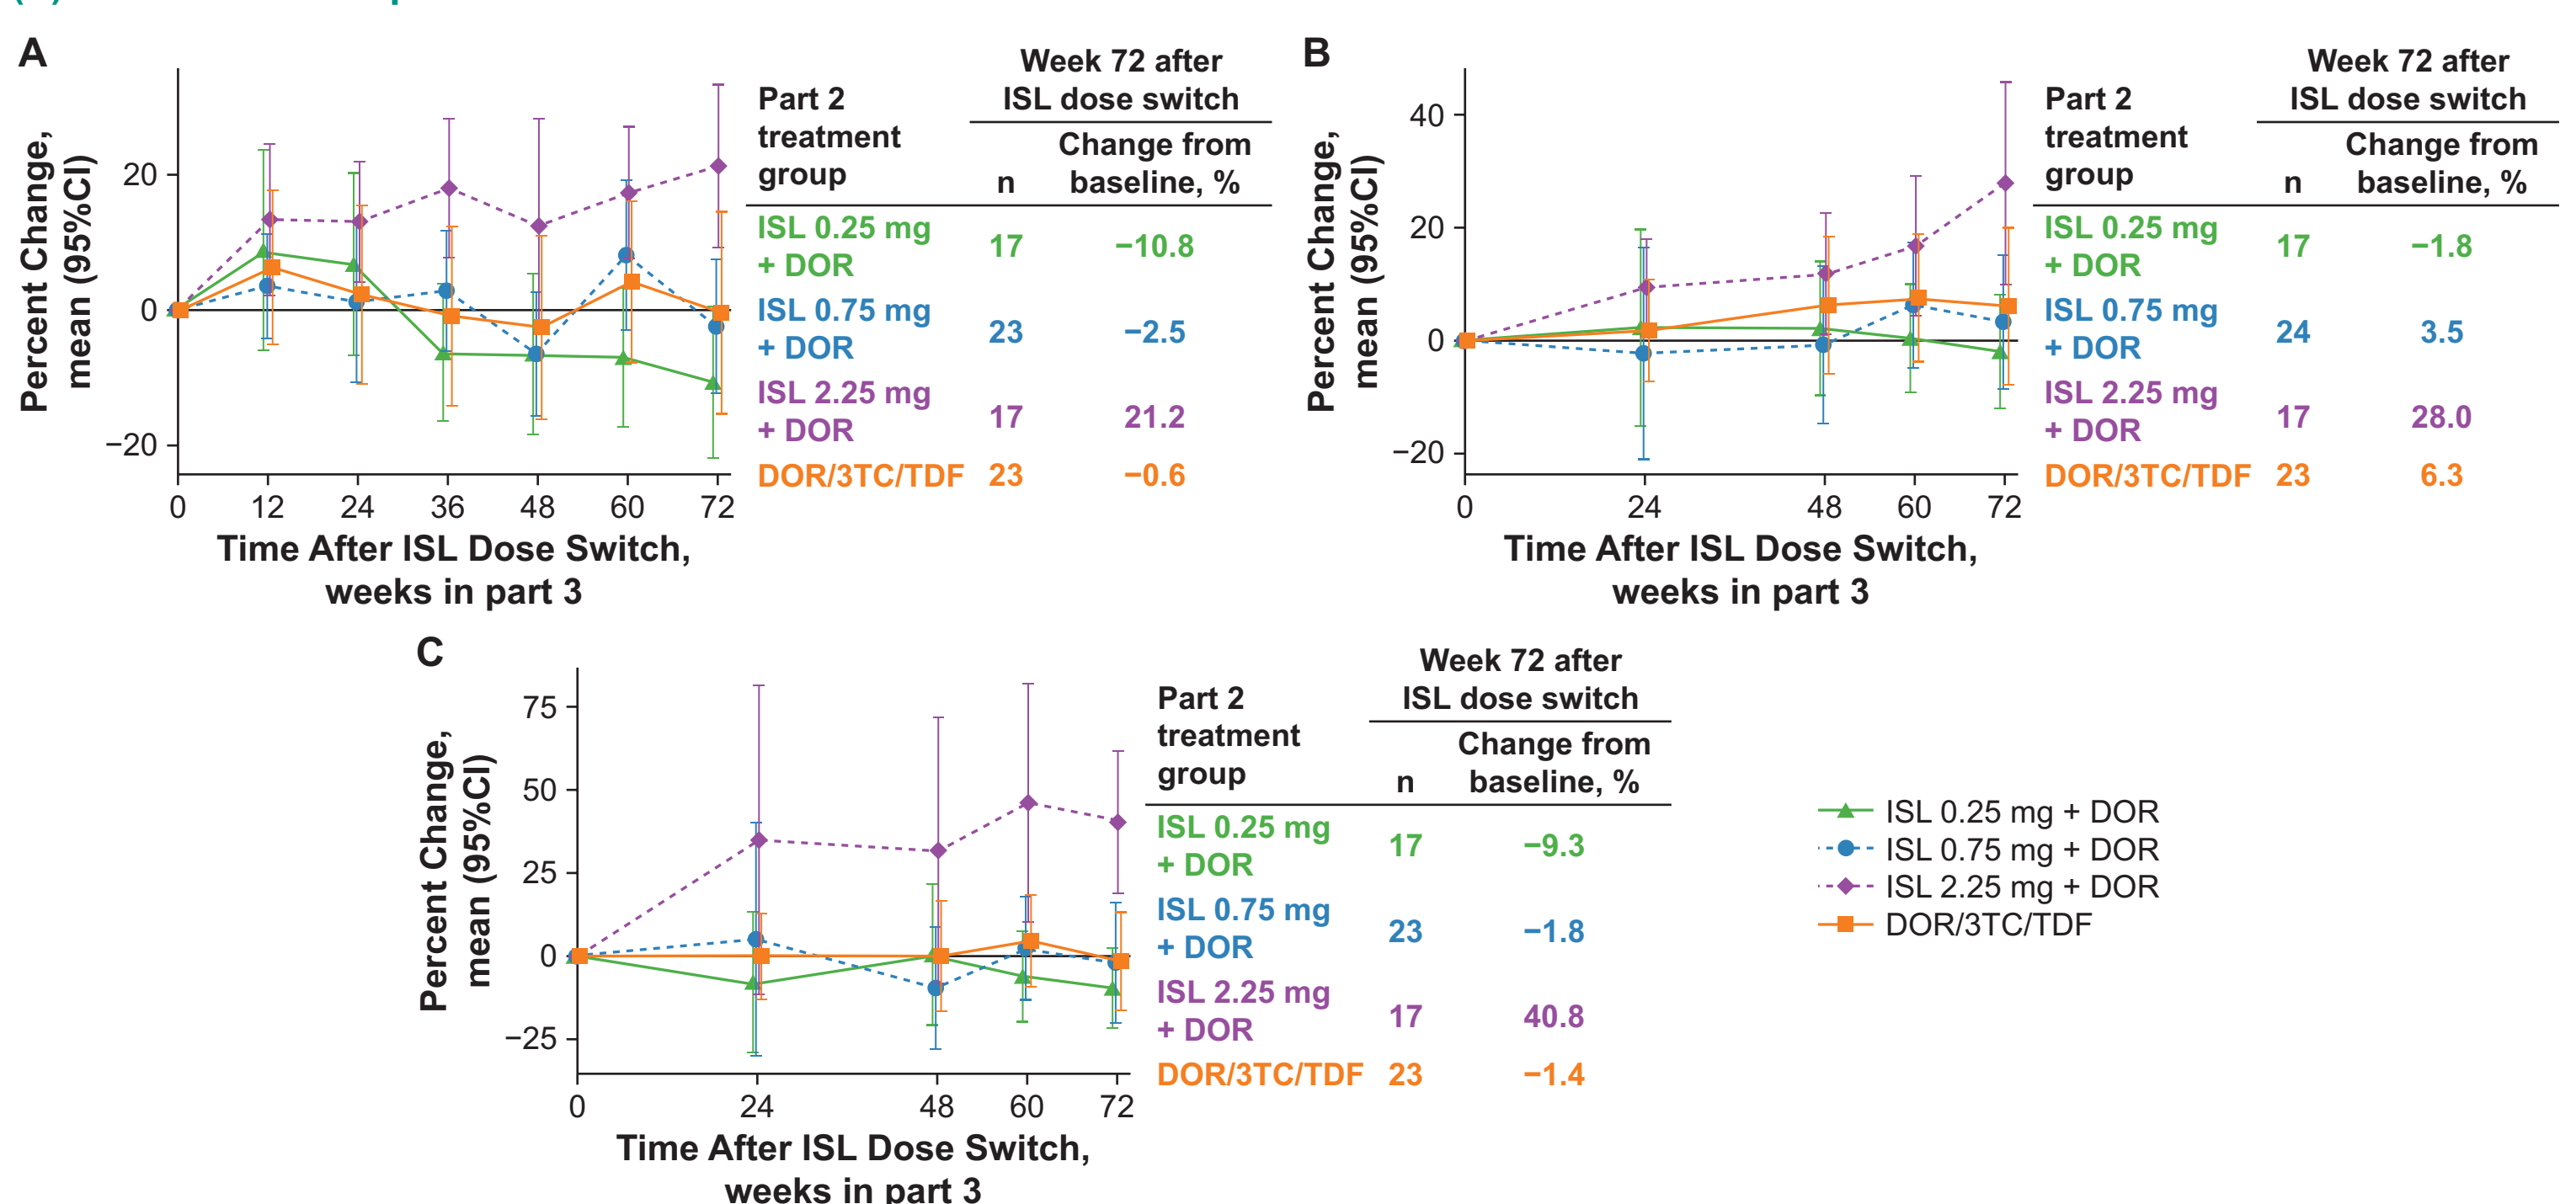 A
Percent Change,
mean (95%CI)
20
0
−20
0 12 24 36 48 60 72
Time After ISL Dose Switch,
weeks in part 3
Part 2
treatment
group
Week 72 after
ISL dose switch
n
Change from
baseline, %
ISL 0.25 mg
+ DOR
17 −10.8
ISL 0.75 mg
+ DOR
23 −2.5
ISL 2.25 mg
+ DOR
17 21.2
DOR/3TC/TDF 23 −0.6
B
Percent Change,
mean (95%CI)
40
20
0
−20
0 24 48 60 72
Time After ISL Dose Switch,
weeks in part 3
Part 2
treatment
group
Week 72 after
ISL dose switch
n
Change from
baseline, %
ISL 0.25 mg
+ DOR
17 −1.8
ISL 0.75 mg
+ DOR
24 3.5
ISL 2.25 mg
+ DOR
17 28.0
DOR/3TC/TDF 23 6.3
C
Percent Change,
mean (95%CI)
75
50
25
0
−25
0 24 48 60 72
Time After ISL Dose Switch,
weeks in part 3
Part 2
treatment
group
Week 72 after
ISL dose switch
n
Change from
baseline, %
ISL 0.25 mg
+ DOR
17 −9.3
ISL 0.75 mg
+ DOR
23 −1.8
ISL 2.25 mg
+ DOR
17 40.8
DOR/3TC/TDF 23 −1.4
ISL 0.25 mg + DOR
ISL 0.75 mg + DOR
ISL 2.25 mg + DOR
DOR/3TC/TDF